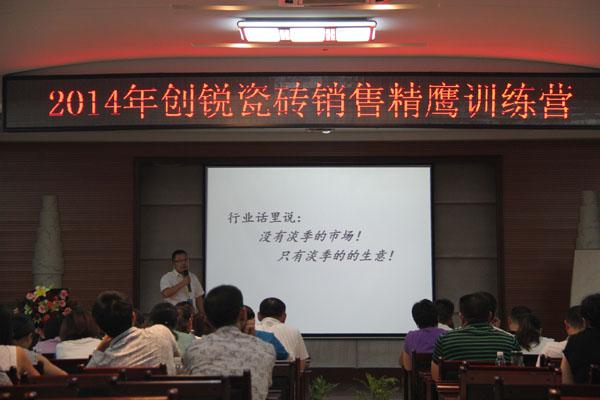 2014年创锐瓷砖销售精鹰训练营
行业话里说:
没有淡季的市场!
只有淡季的的生意!